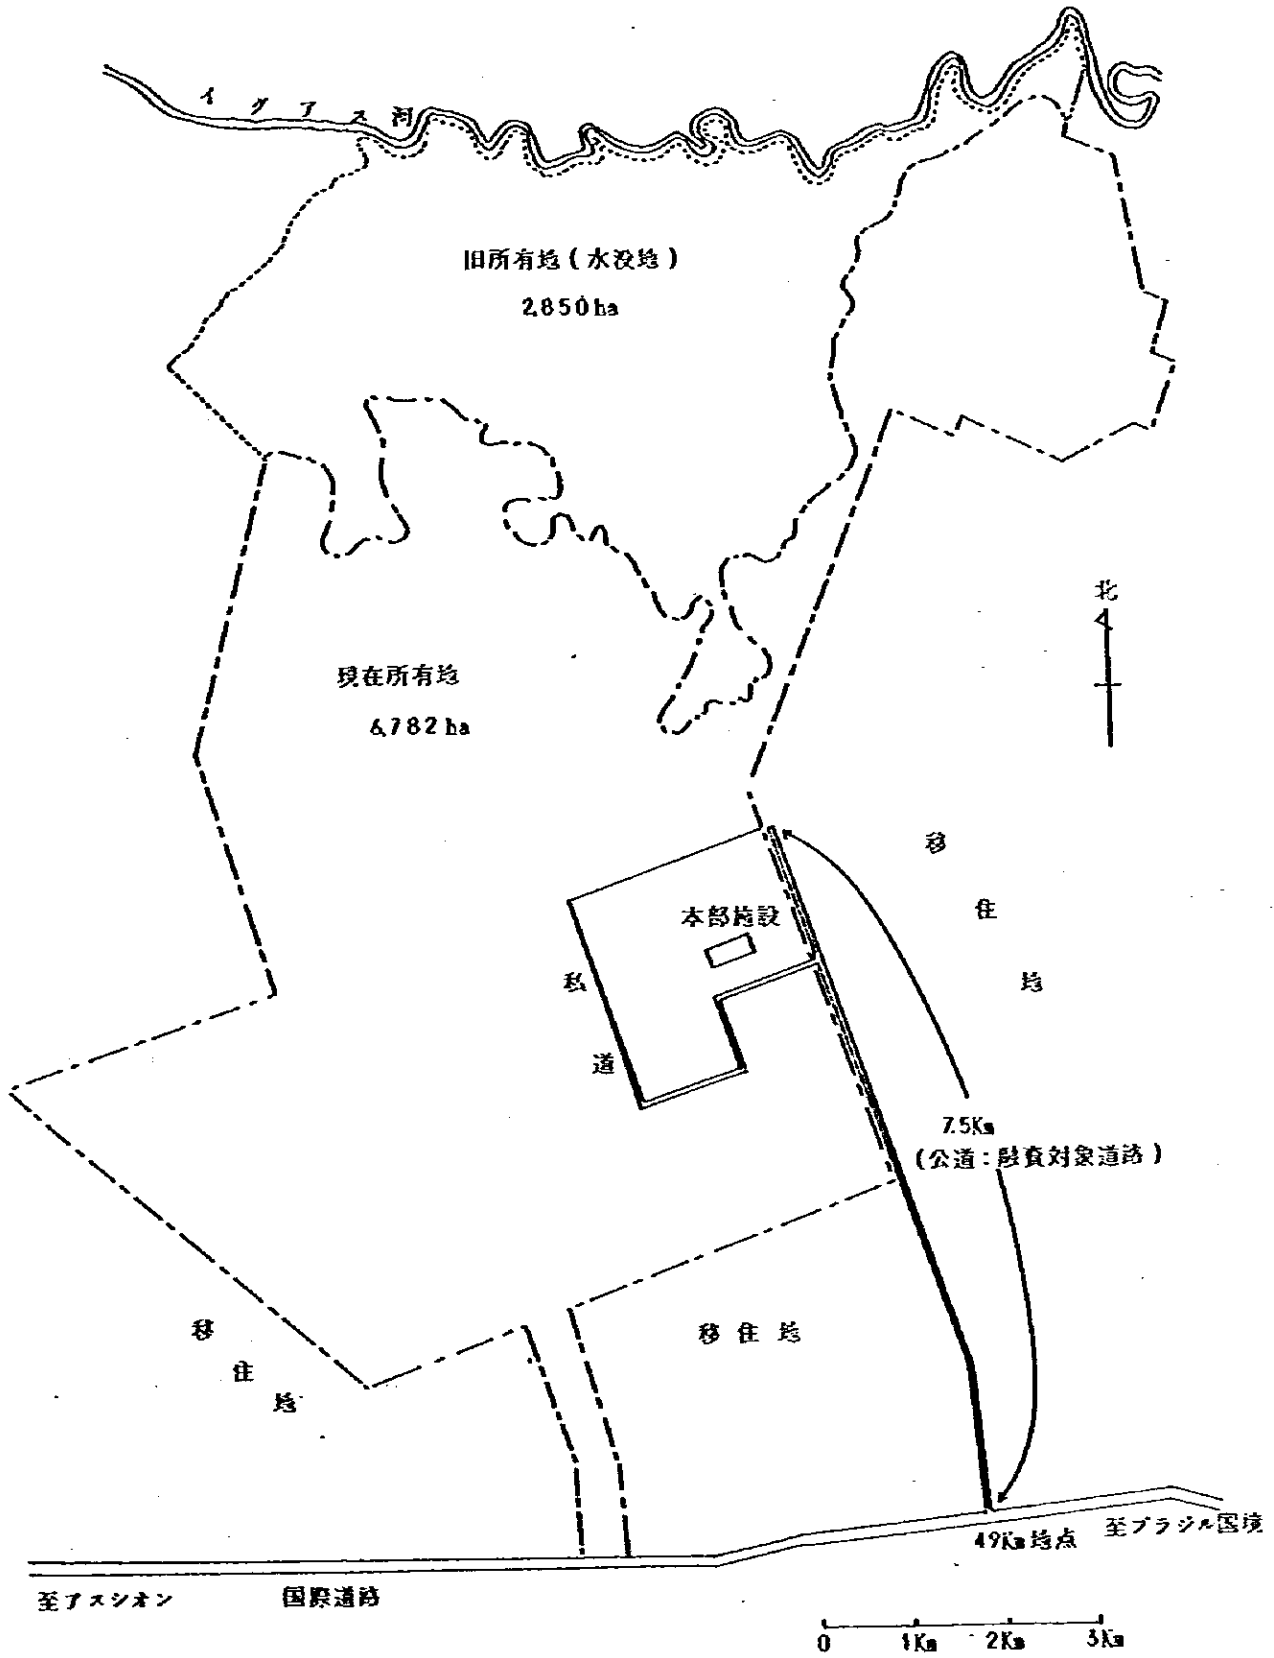 イグアス河
旧所有地(水没地)
2,850ha
北
現在所有地
6,782ha
移住地
本部施設
私道
7.5Km
(公道:融資対象道路)
移住地
移住地
49Km地点
至ブラジル国境
至アスシオン
国際道路
0 1Km 2Km 3Km